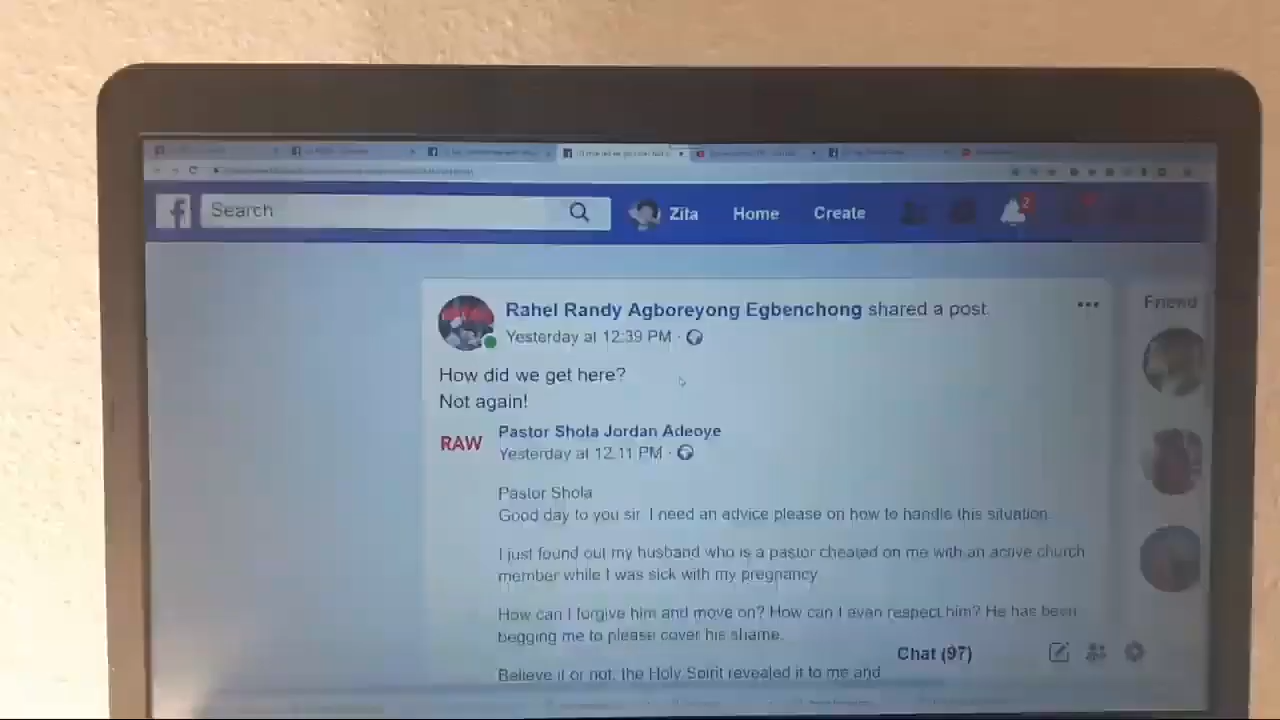 Search
Zita
Home
Create
2
Rahel Randy Agboreyong Egbenchong shared a post.
Yesterday at 12:39 PM ·
Friend
How did we get here?
Not again!
RAW
Pastor Shola Jordan Adeoye
Yesterday at 12:11 PM ·
Pastor Shola
Good day to you sir. I need an advice please on how to handle this situation.
I just found out my husband who is a pastor cheated on me with an active church
member while I was sick with my pregnancy
How can I forgive him and move on? How can I even respect him? He has been
begging me to please cover his shame.
Chat (97)
Believe it or not, the Holy Spirit revealed it to me and